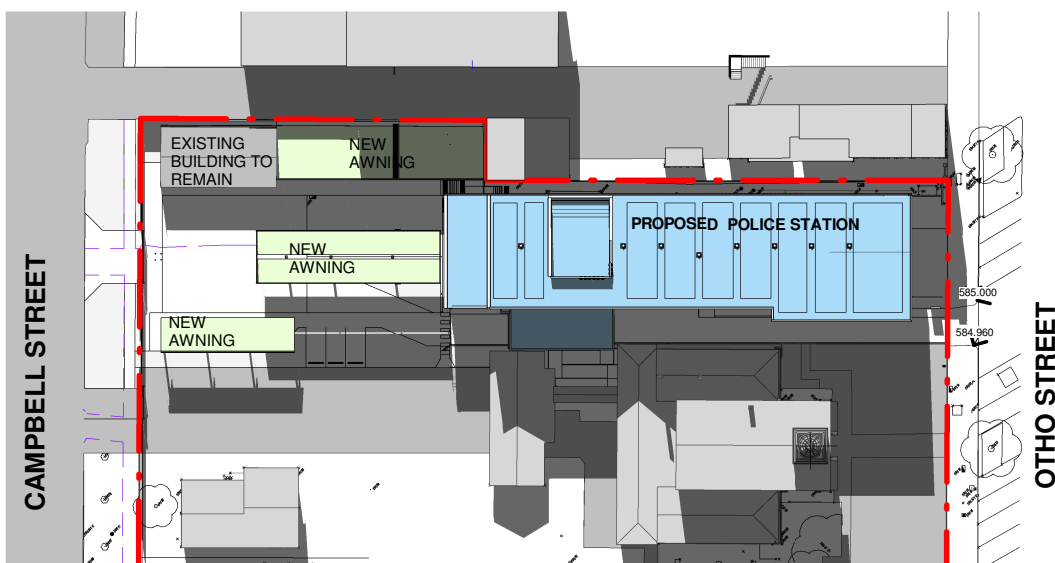 EXISTING
BUILDING TO
REMAIN
NEW
AWNING
PROPOSED POLICE STATION
NEW
AWNING
NEW
AWNING
585.000
584.960
CAMPBELL STREET
OTHO STREET